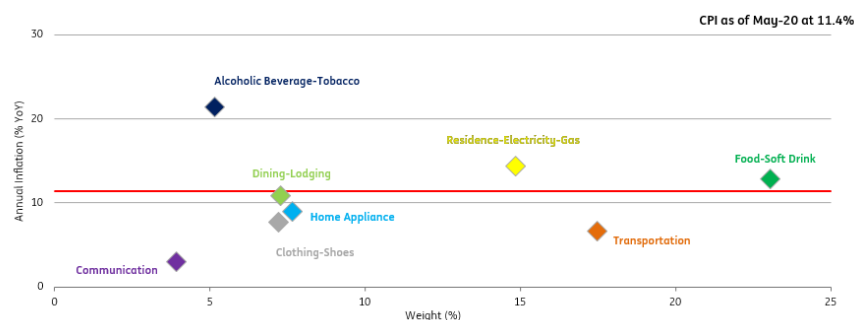 CPI as of May-20 at 11.4%
30
Alcoholic Beverage-Tobacco
20
Residence-Electricity-Gas
Food-Soft Drink
Dining-Lodging
Annual Inflation (% YoY)
10
Home Appliance
Transportation
Clothing-Shoes
Communication
0
0 5 10 15 20 25
Weight (%)